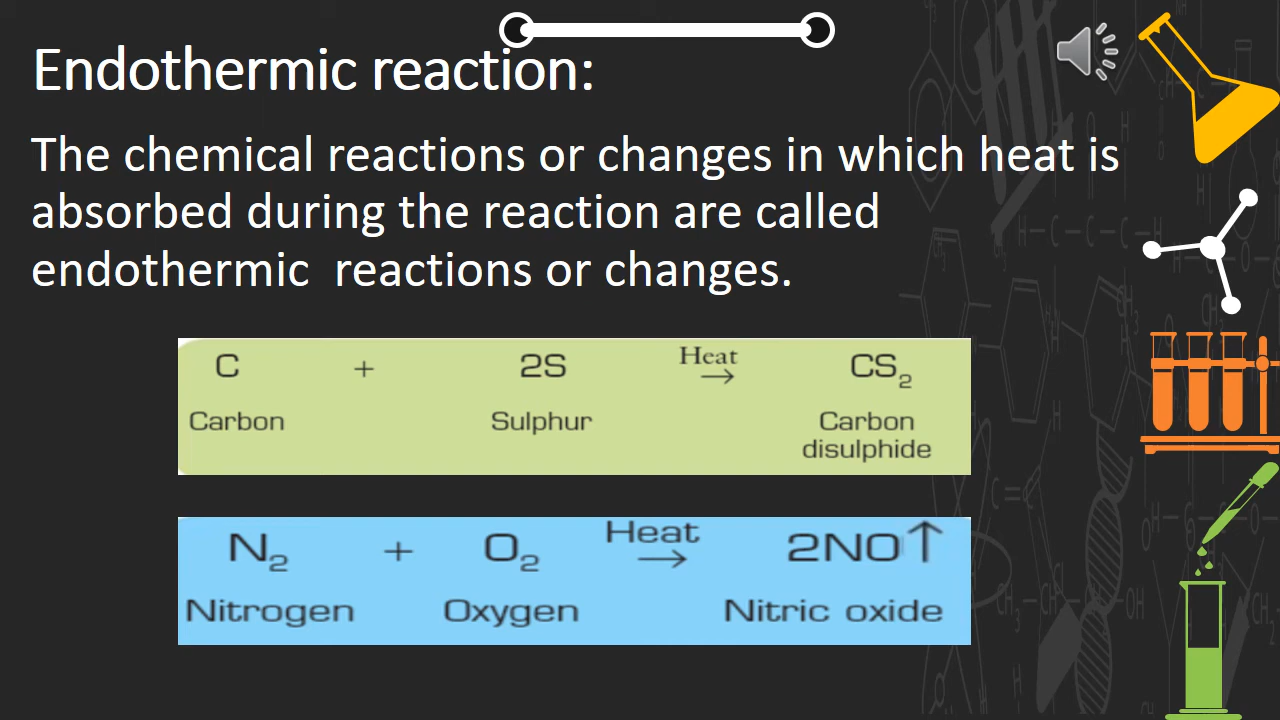 Endothermic reaction:
The chemical reactions or changes in which heat is
absorbed during the reaction are called
endothermic  reactions or changes.
C + 2S Heat → CS₂
Carbon Sulphur Carbon disulphide
N₂ + O₂ Heat → 2NO↑
Nitrogen Oxygen Nitric oxide